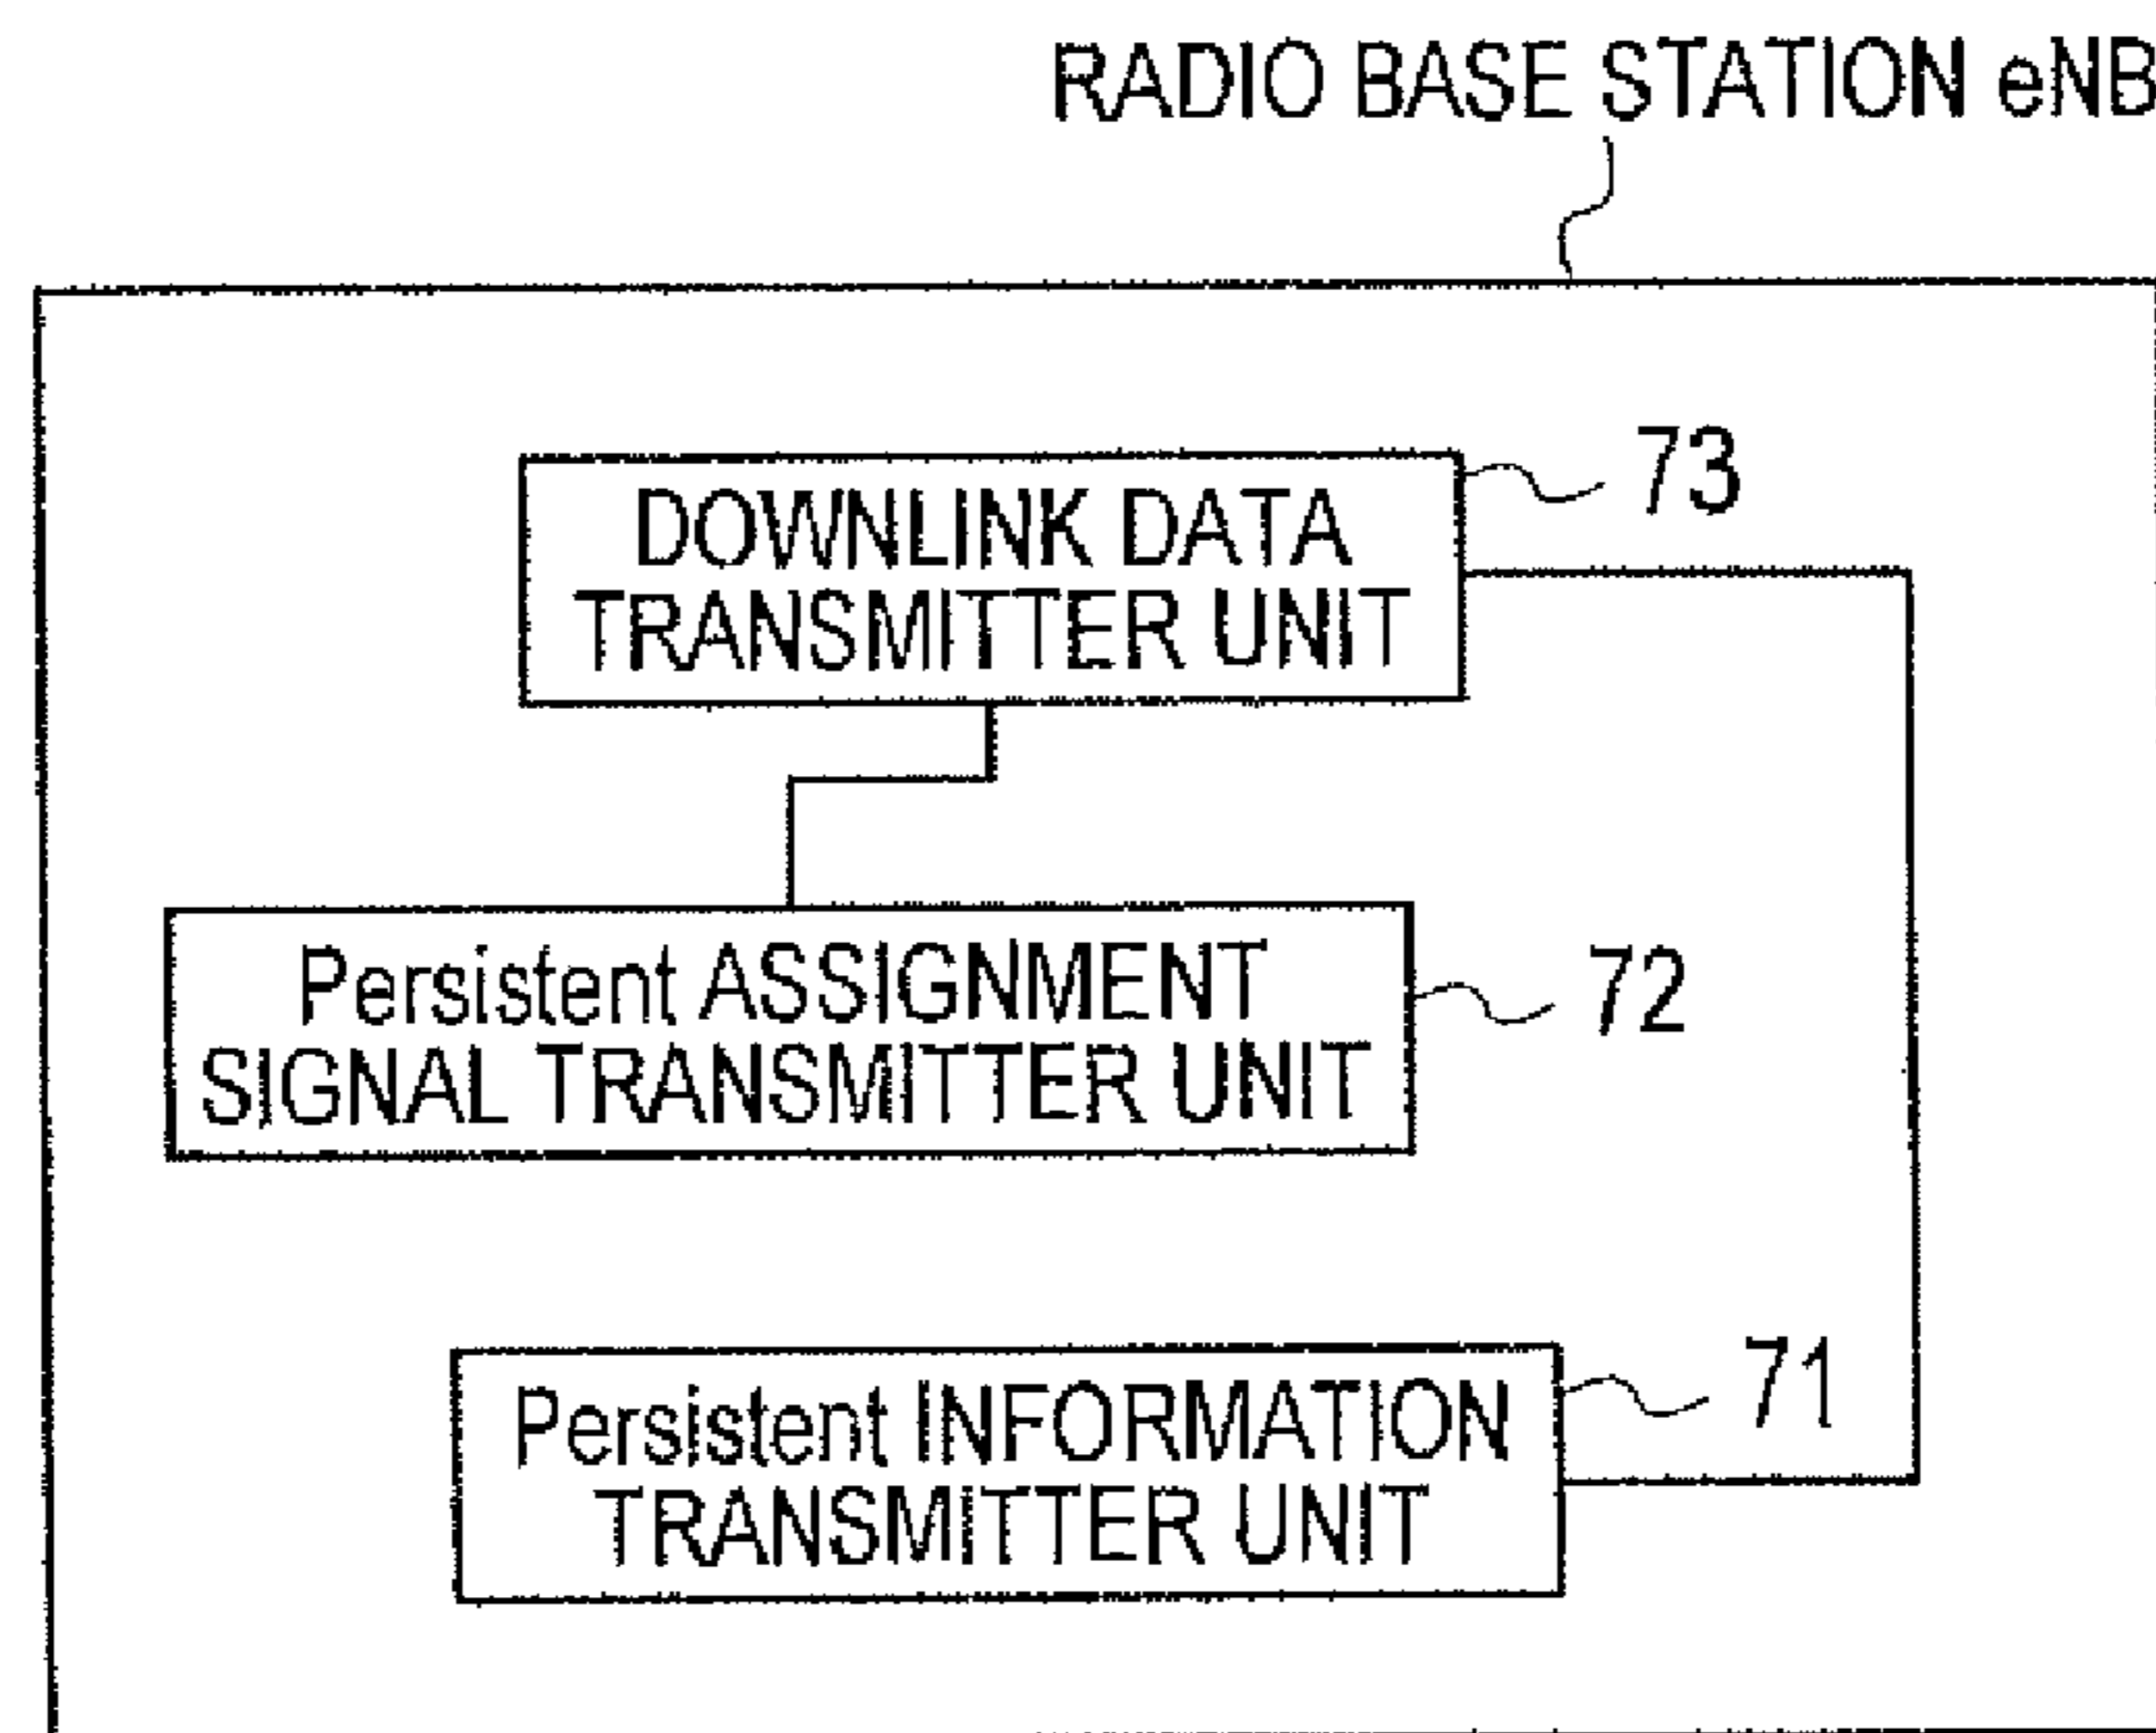 RADIO BASE STATION eNB
73
DOWNLINK DATA
TRANSMITTER UNIT
Persistent ASSIGNMENT
SIGNAL TRANSMITTER UNIT
72
71
Persistent INFORMATION
TRANSMITTER UNIT